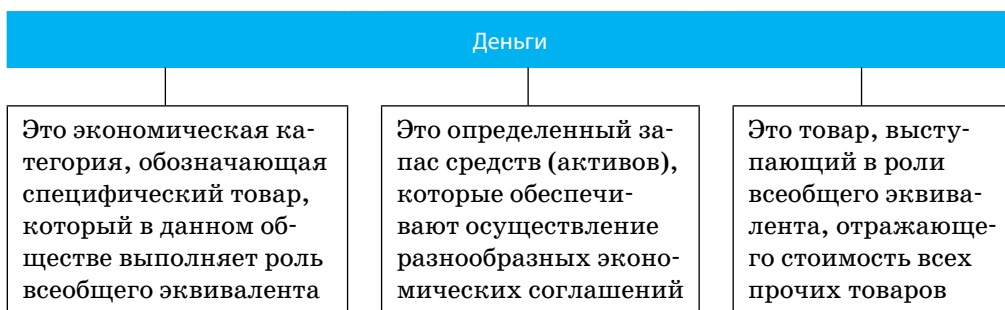 Деньги
Это экономическая ка-
тегория, обозначающая
специфический товар,
который в данном об-
ществе выполняет роль
всеобщего эквивалента
Это определенный за-
пас средств (активов),
которые обеспечи-
вают осуществление
разнообразных эконо-
мических соглашений
Это товар, высту-
пающий в роли
всеобщего эквива-
лента, отражающе-
го стоимость всех
прочих товаров